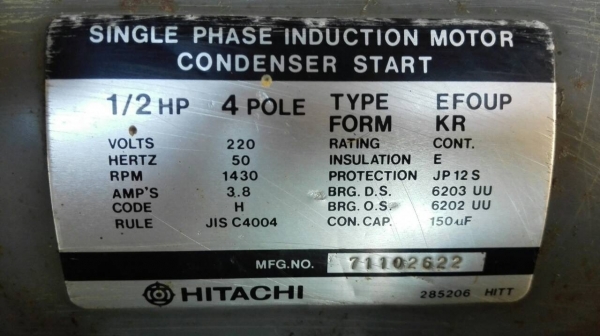 SINGLE PHASE INDUCTION MOTOR
CONDENSER START
1/2 HP 4 POLE TYPE EFOUP
FORM KR
VOLTS 220 RATING CONT.
HERTZ 50 INSULATION E
RPM 1430 PROTECTION JP 12 S
AMP'S 3.8 BRG. D.S. 6203 UU
CODE H BRG. O.S. 6202 UU
RULE JIS C4004 CON. CAP. 150uF
MFG.NO. 71102622
HITACHI 285206 HITT